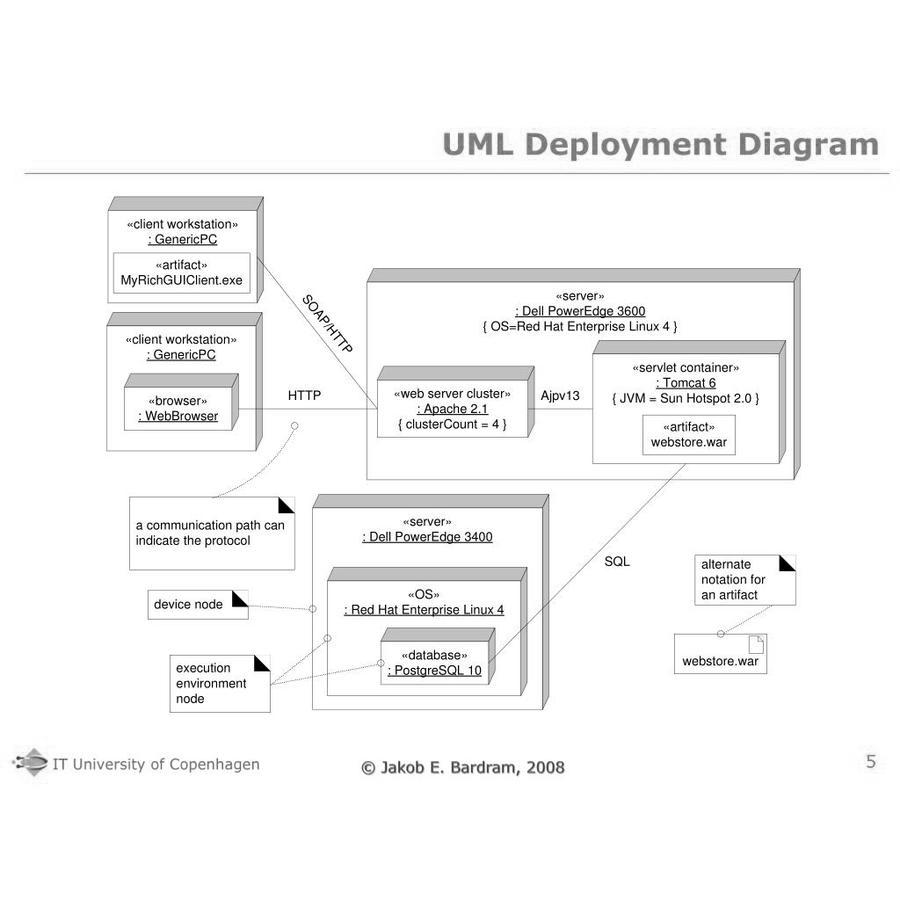 UML Deployment Diagram
«client workstation»
: GenericPC
«artifact»
MyRichGUIClient.exe
SOAP/HTTP
«client workstation»
: GenericPC
«browser»
: WebBrowser
HTTP
«server»
: Dell PowerEdge 3600
{ OS=Red Hat Enterprise Linux 4 }
«web server cluster»
: Apache 2.1
{ clusterCount = 4 }
Ajpv13
«servlet container»
: Tomcat 6
{ JVM = Sun Hotspot 2.0 }
«artifact»
webstore.war
a communication path can
indicate the protocol
«server»
: Dell PowerEdge 3400
«OS»
: Red Hat Enterprise Linux 4
«database»
: PostgreSQL 10
SQL
device node
execution
environment
node
alternate
notation for
an artifact
webstore.war
IT University of Copenhagen
© Jakob E. Bardram, 2008
5